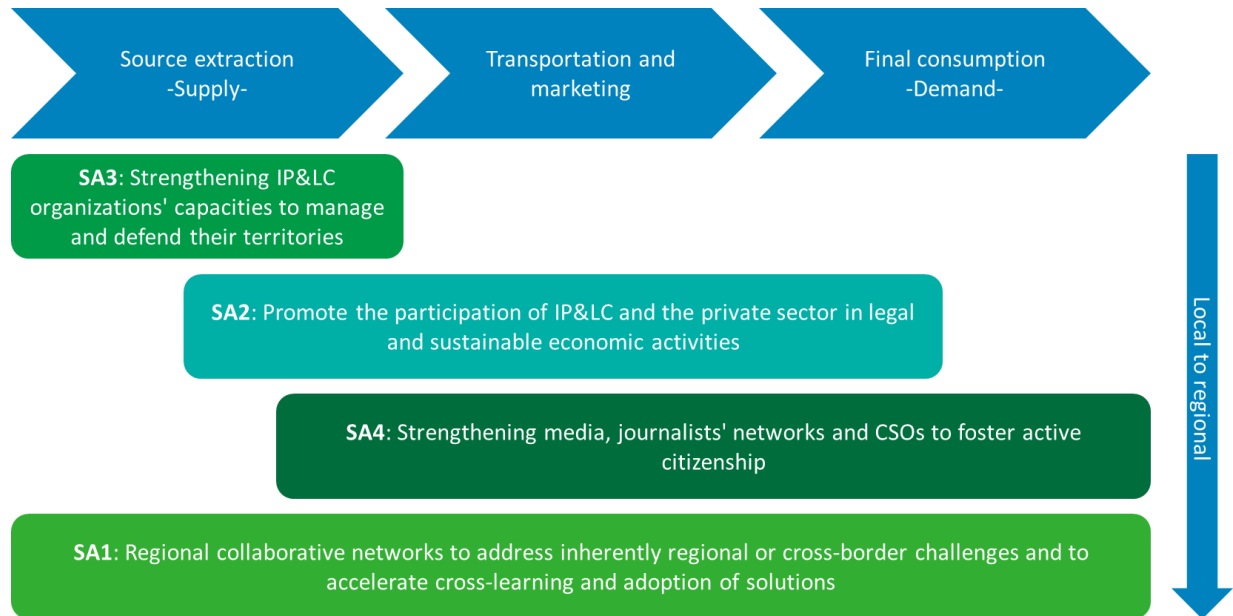 Source extraction
-Supply-
Transportation and
marketing
Final consumption
-Demand-
SA3: Strengthening IP&LC
organizations' capacities to manage
and defend their territories
SA2: Promote the participation of IP&LC and the private sector in legal
and sustainable economic activities
SA4: Strengthening media, journalists' networks and CSOs to foster active
citizenship
SA1: Regional collaborative networks to address inherently regional or cross-border challenges and to
accelerate cross-learning and adoption of solutions
Local to regional